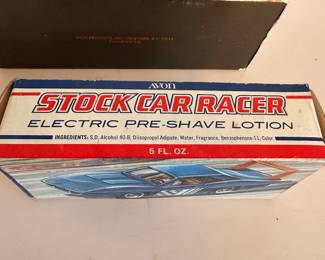 AVON
STOCK CAR RACER
ELECTRIC PRE-SHAVE LOTION
INGREDIENTS: S.D. Alcohol 40-B, Diisopropyl Adipate, Water, Fragrance, Benzophenone-11, Color.
5 FL. OZ.